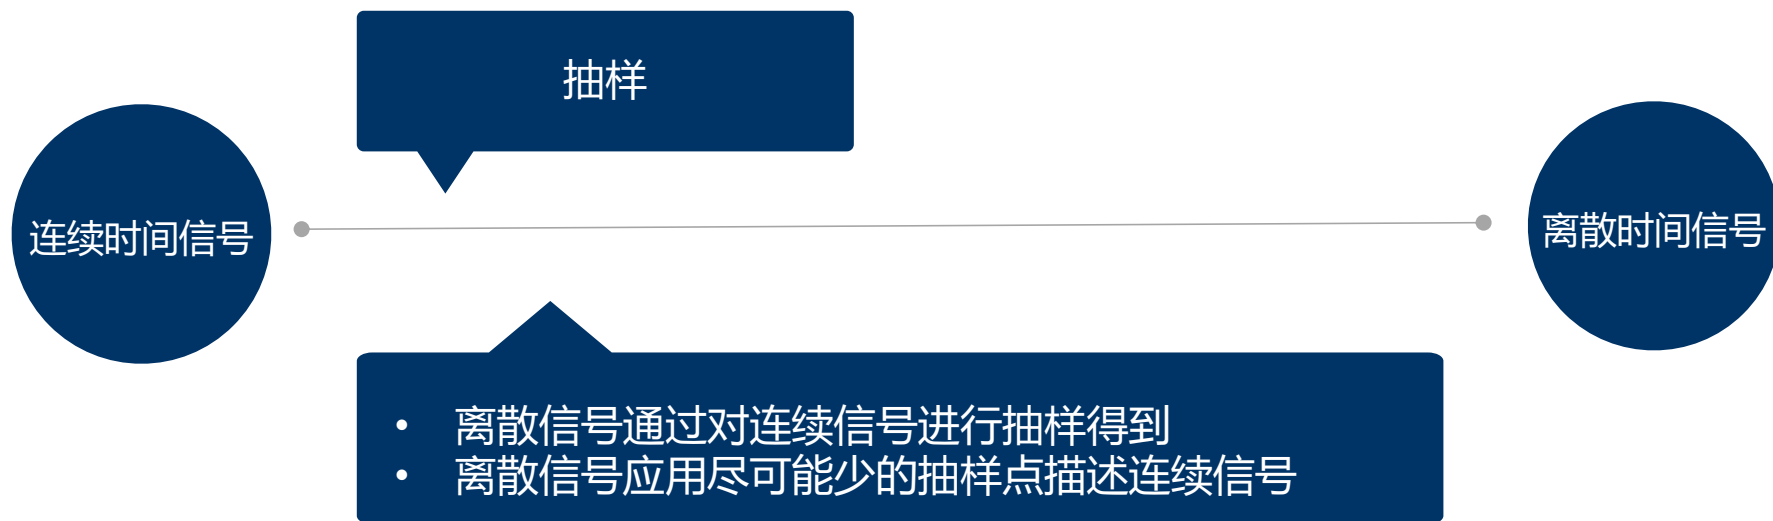 抽样
连续时间信号
离散时间信号
• 离散信号通过对连续信号进行抽样得到
• 离散信号应用尽可能少的抽样点描述连续信号